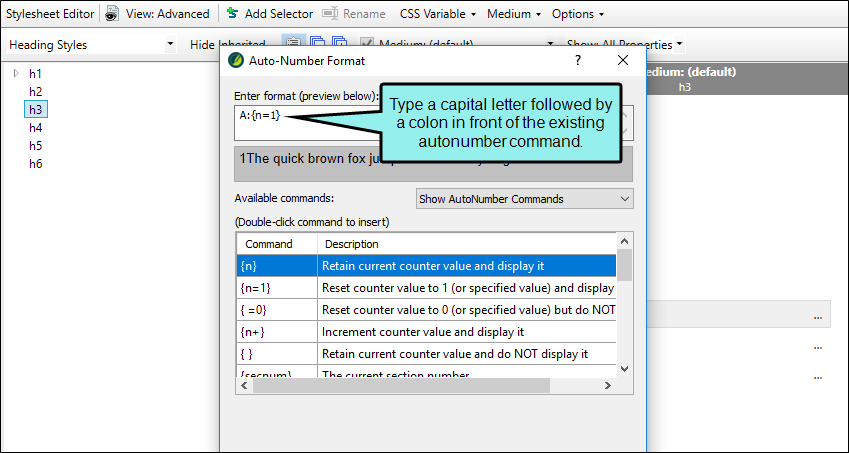 Stylesheet Editor View: Advanced Add Selector Rename CSS Variable Medium Options
Heading Styles Hide Inherited Medium: (default) Show: All Properties
h1
h2
h3
h4
h5
h6
Medium: (default)
h3
Auto-Number Format ?
Enter format (preview below):
A:{n=1}
Type a capital letter followed by
a colon in front of the existing
autonumber command.
1The quick brown fox
Available commands: Show AutoNumber Commands
(Double-click command to insert)
Command Description
{n} Retain current counter value and display it
{n=1} Reset counter value to 1 (or specified value) and display
{ =0} Reset counter value to 0 (or specified value) but do NOT
{n+} Increment counter value and display it
{ } Retain current counter value and do NOT display it
{secnum} The current section number
...
...
...